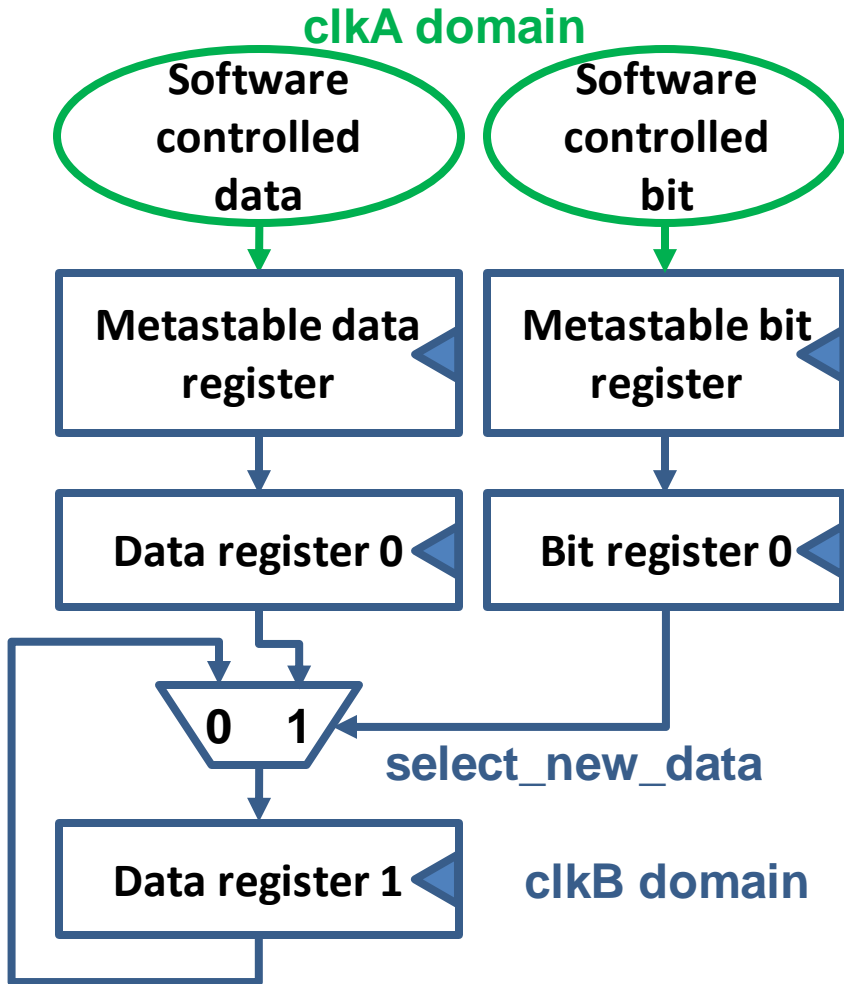 clkA domain
Software
controlled
data
Software
controlled
bit
Metastable data
register
Metastable bit
register
Data register 0
Bit register 0
0 1
select_new_data
Data register 1
clkB domain